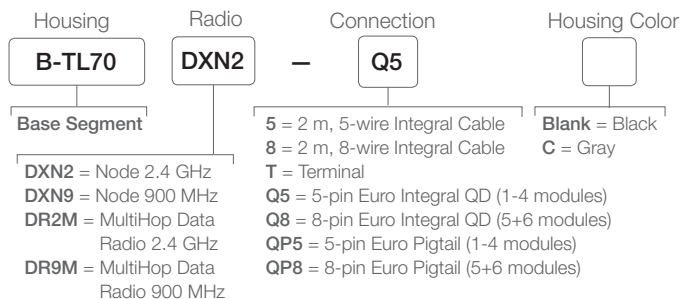 Housing Radio Connection Housing Color
B-TL70 DXN2 – Q5
Base Segment
DXN2 = Node 2.4 GHz
DXN9 = Node 900 MHz
DR2M = MultiHop Data
Radio 2.4 GHz
DR9M = MultiHop Data
Radio 900 MHz
5 = 2 m, 5-wire Integral Cable
8 = 2 m, 8-wire Integral Cable
T = Terminal
Q5 = 5-pin Euro Integral QD (1-4 modules)
Q8 = 8-pin Euro Integral QD (5+6 modules)
QP5 = 5-pin Euro Pigtail (1-4 modules)
QP8 = 8-pin Euro Pigtail (5+6 modules)
Blank = Black
C = Gray